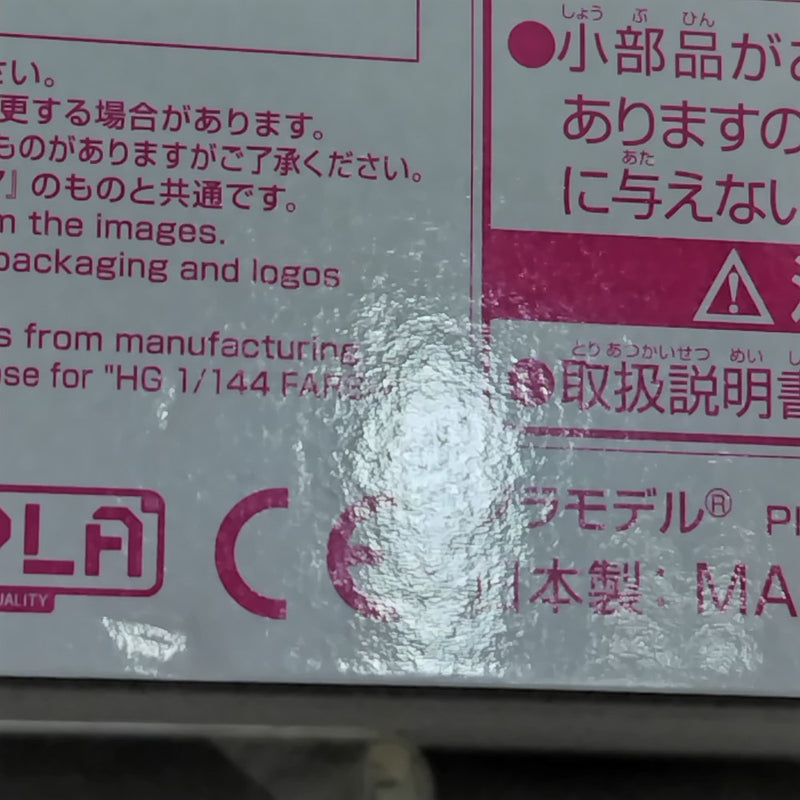 さい。
更する場合があります。
ものがありますがご了承ください。
』のものと共通です。
the images.
packaging and logos
from manufacturing
for "HG 1/144
PLA
CE
しょう ぶ ひん
●小部品が
ありますの
あた
に与えない
とりあつかいせつ めい
●取扱説明書
プラモデル®
日本製: MA